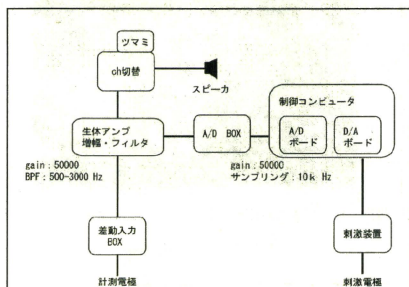 ツマミ
ch切替
スピーカ
制御コンピュータ
生体アンプ
増幅・フィルタ
A/D BOX
A/D
ボード
D/A
ボード
gain：50000
BPF：500-3000 Hz
gain：50000
サンプリング：10k Hz
差動入力
BOX
刺激装置
計測電極
刺激電極